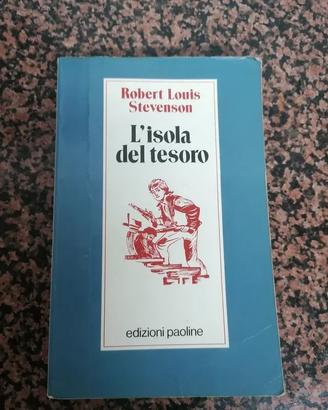 Robert Louis
Stevenson
L'isola
del tesoro
edizioni paoline